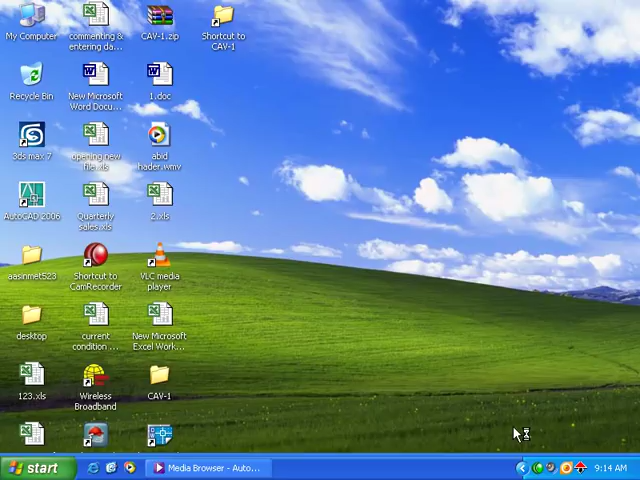 My Computer
commenting &
entering da...
CAV-1.zip
Shortcut to
CAV-1
Recycle Bin
New Microsoft
Word Docu...
1.doc
3ds max 7
opening new
file .xls
abid
hader.wmv
AutoCAD 2006
Quarterly
sales.xls
2.xls
aasinmet523
Shortcut to
CamRecorder
VLC media
player
desktop
current
condition ...
New Microsoft
Excel Work...
123.xls
Wireless
Broadband
CAV-1
start
Media Browser - Auto...
9:14 AM